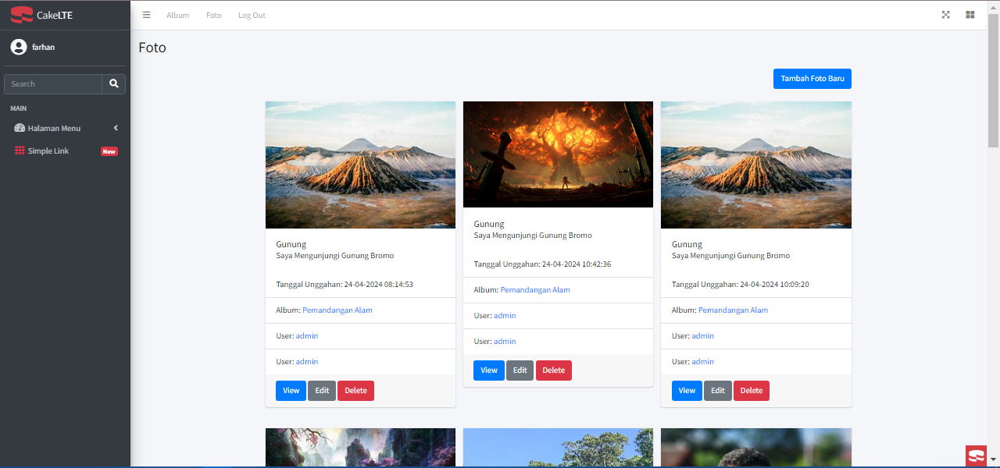 CakeLTE
Album Foto Log Out
farhan
Search
MAIN
Halaman Menu
Simple Link New
Foto
Tambah Foto Baru
Gunung
Saya Mengunjungi Gunung Bromo
Tanggal Unggahan: 24-04-2024 08:14:53
Album: Pemandangan Alam
User: admin
User: admin
View Edit Delete
Gunung
Saya Mengunjungi Gunung Bromo
Tanggal Unggahan: 24-04-2024 10:42:36
Album: Pemandangan Alam
User: admin
User: admin
View Edit Delete
Gunung
Saya Mengunjungi Gunung Bromo
Tanggal Unggahan: 24-04-2024 10:09:20
Album: Pemandangan Alam
User: admin
User: admin
View Edit Delete